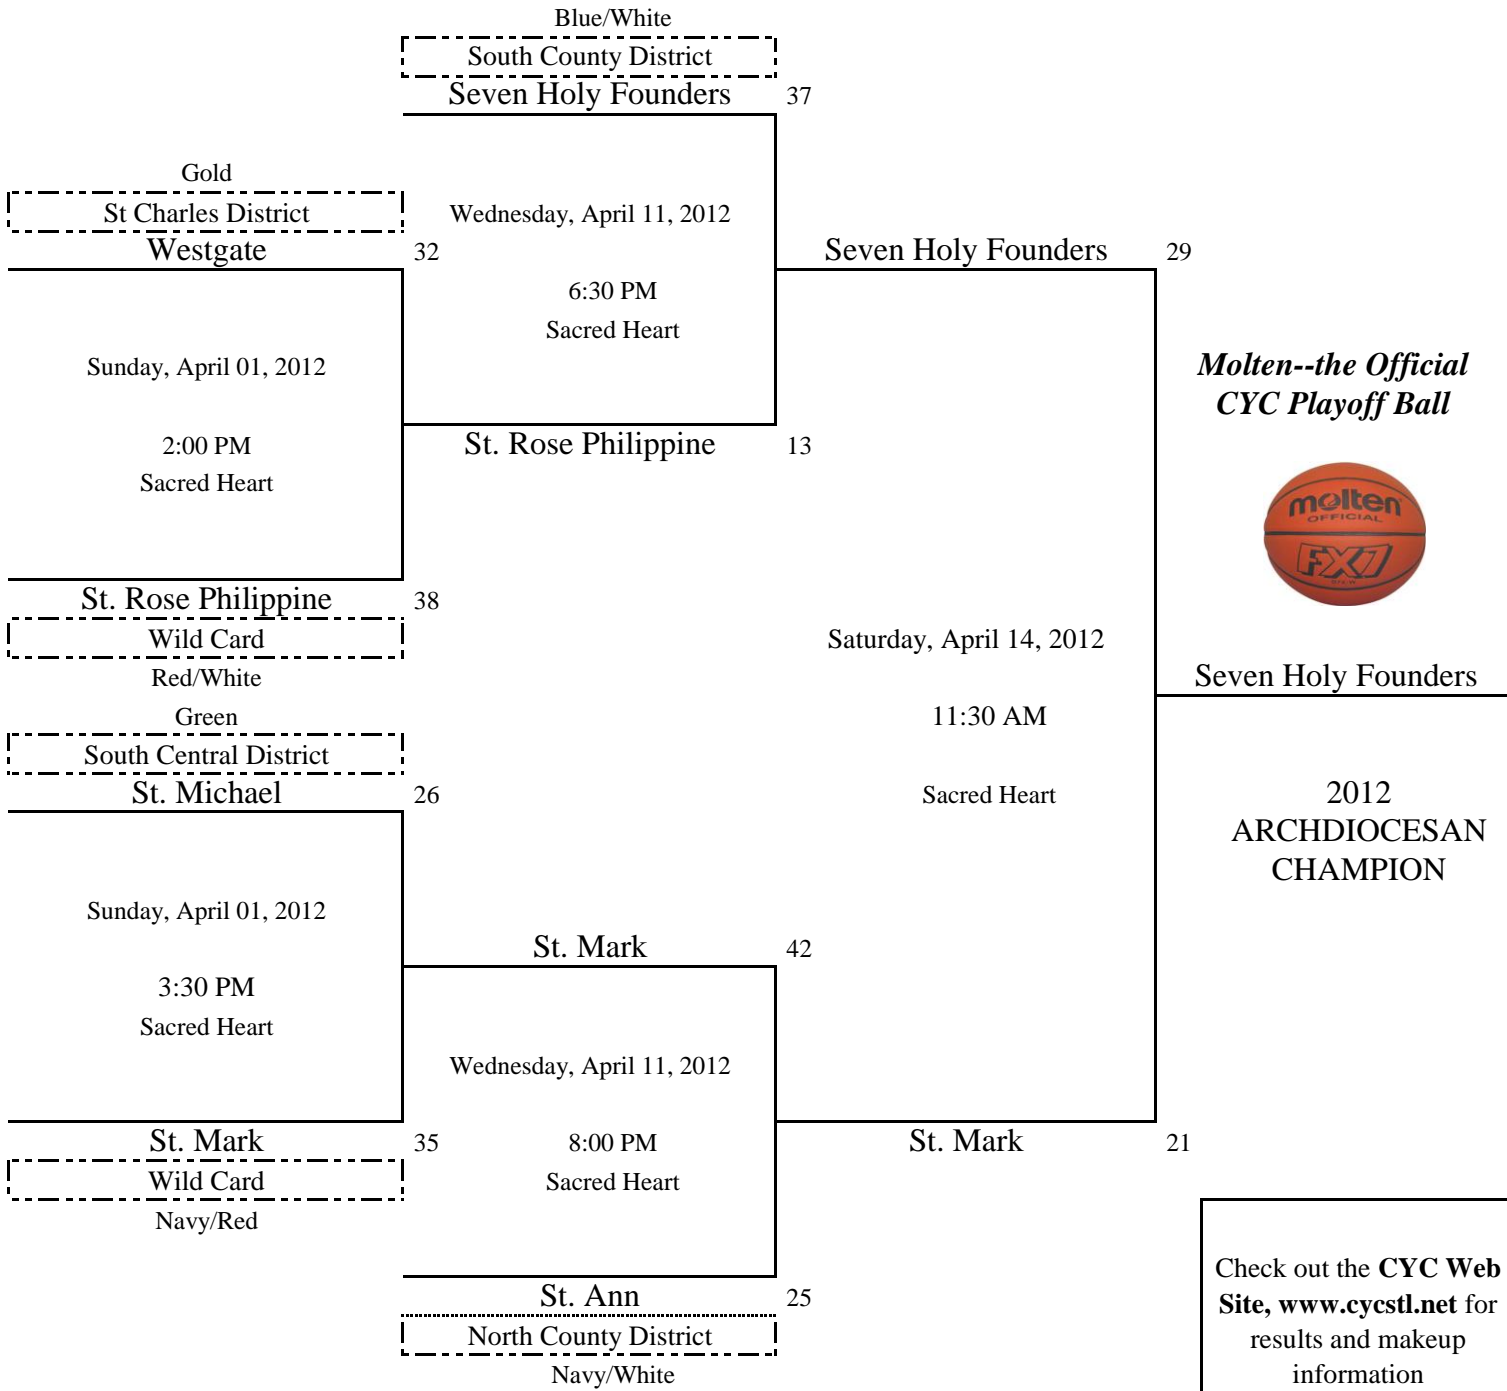 Blue/White
South County District
Seven Holy Founders 37
Gold
St Charles District
Westgate 32
Wednesday, April 11, 2012
6:30 PM
Sacred Heart
Seven Holy Founders 29
Sunday, April 01, 2012
2:00 PM
Sacred Heart
St. Rose Philippine 13
Molten--the Official
CYC Playoff Ball
molten
OFFICIAL
FX7
St. Rose Philippine 38
Wild Card
Red/White
Saturday, April 14, 2012
11:30 AM
Sacred Heart
Seven Holy Founders
2012
ARCHDIOCESAN
CHAMPION
Green
South Central District
St. Michael 26
Sunday, April 01, 2012
3:30 PM
Sacred Heart
St. Mark 42
Wednesday, April 11, 2012
8:00 PM
Sacred Heart
St. Mark 35
Wild Card
Navy/Red
St. Mark 21
St. Ann 25
North County District
Navy/White
Check out the CYC Web
Site, www.cycstl.net for
results and makeup
information